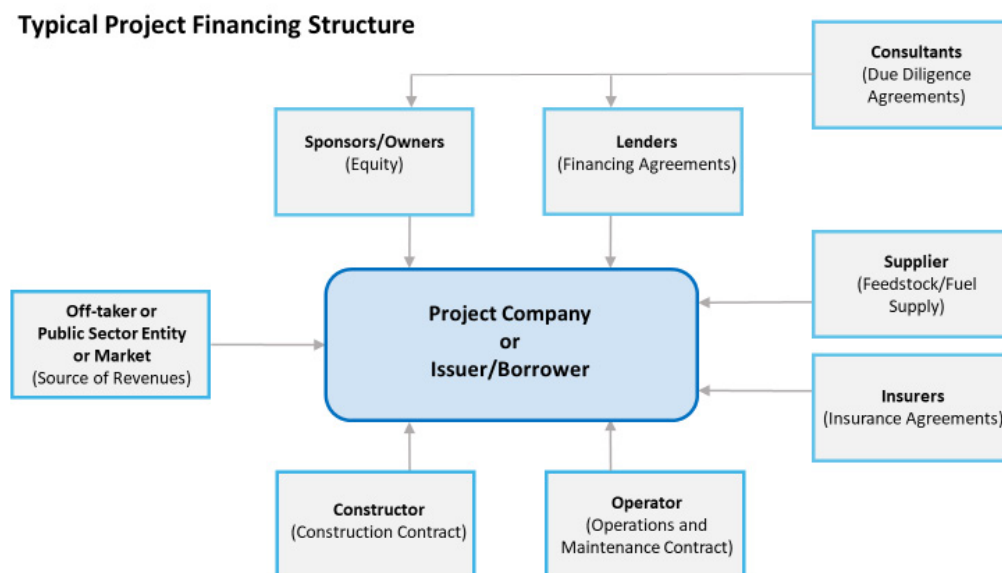 Typical Project Financing Structure
Consultants
(Due Diligence
Agreements)
Sponsors/Owners
(Equity)
Lenders
(Financing Agreements)
Supplier
(Feedstock/Fuel
Supply)
Off-taker or
Public Sector Entity
or Market
(Source of Revenues)
Project Company
or
Issuer/Borrower
Insurers
(Insurance Agreements)
Constructor
(Construction Contract)
Operator
(Operations and
Maintenance Contract)